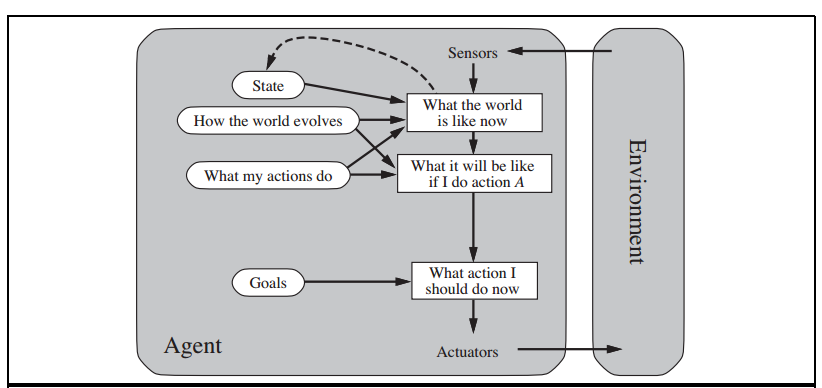 Sensors
State
What the world
is like now
How the world evolves
What it will be like
if I do action A
What my actions do
Environment
What action I
should do now
Goals
Agent
Actuators